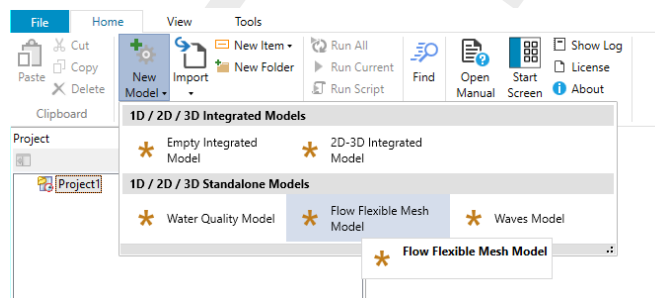 File Home View Tools
Cut
Copy
Delete
Paste
Clipboard
New Model
Import
New Item
New Folder
Run All
Run Current
Run Script
Find
Open Manual
Start Screen
Show Log
License
About
1D / 2D / 3D Integrated Models
Empty Integrated Model
2D-3D Integrated Model
1D / 2D / 3D Standalone Models
Water Quality Model
Flow Flexible Mesh Model
Waves Model
Flow Flexible Mesh Model
Project
Project1